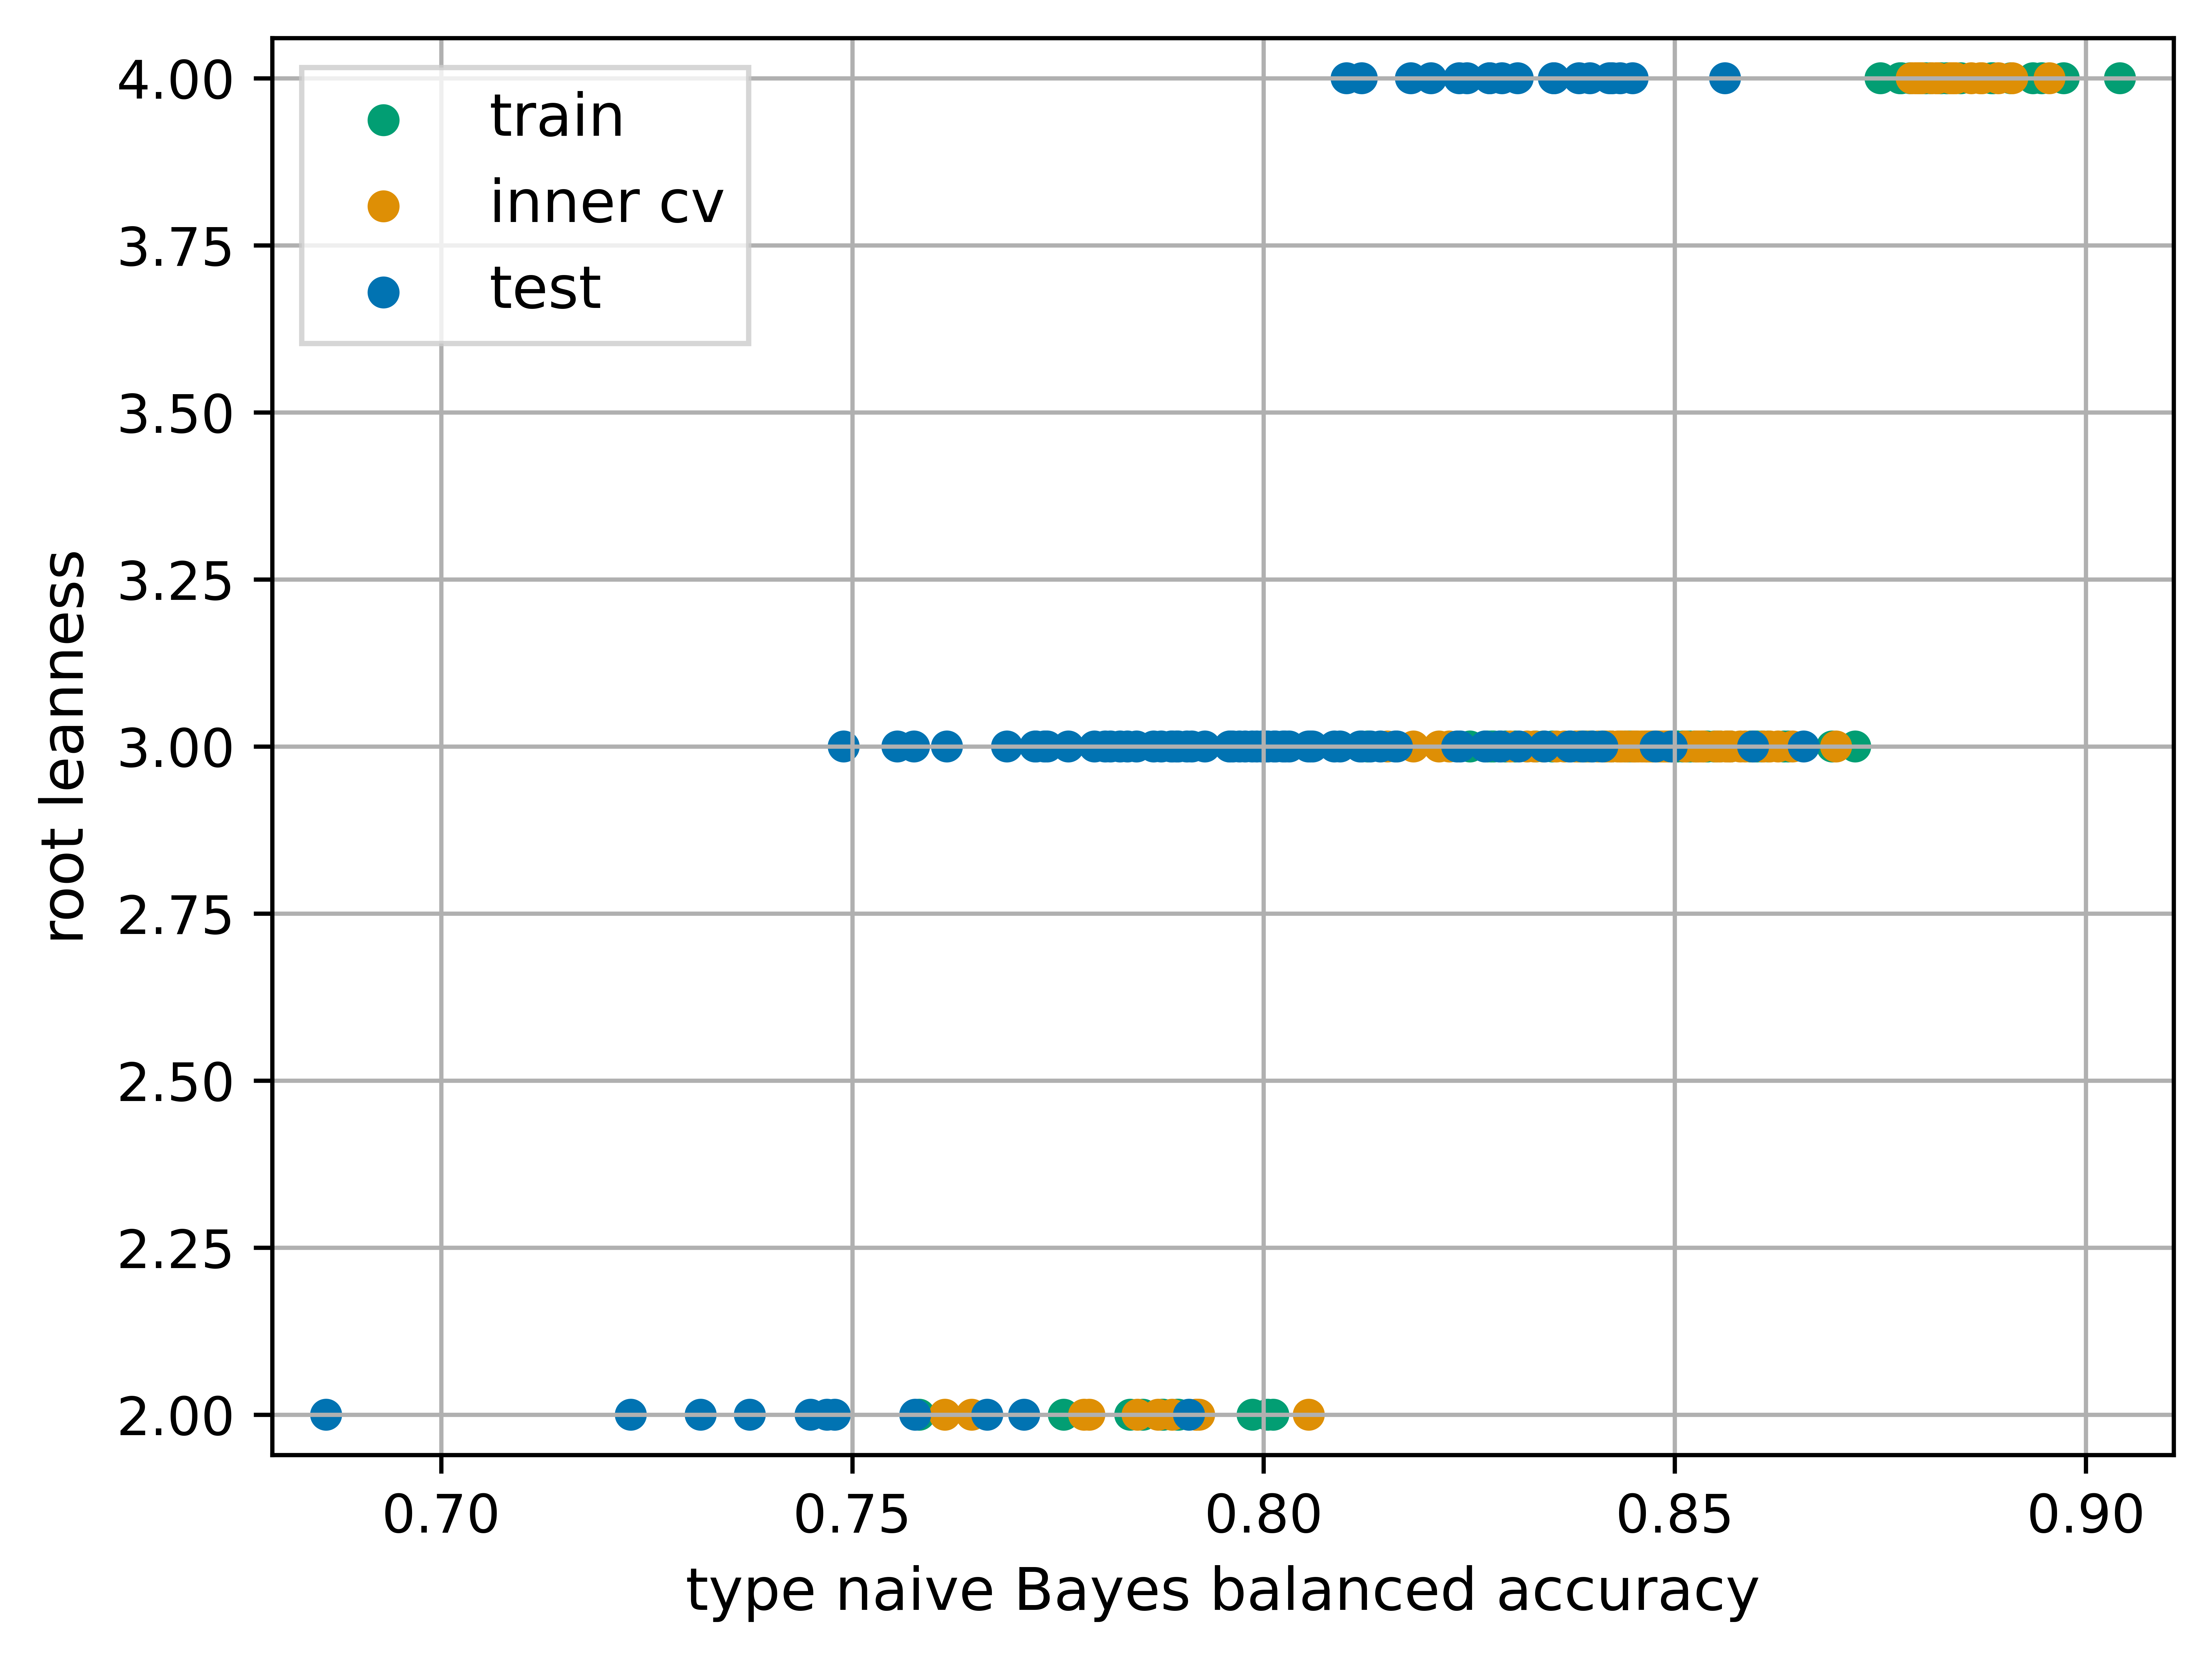 train
inner cv
test
4.00
3.75
3.50
3.25
3.00
2.75
2.50
2.25
2.00
root leanness
0.70 0.75 0.80 0.85 0.90
type naive Bayes balanced accuracy